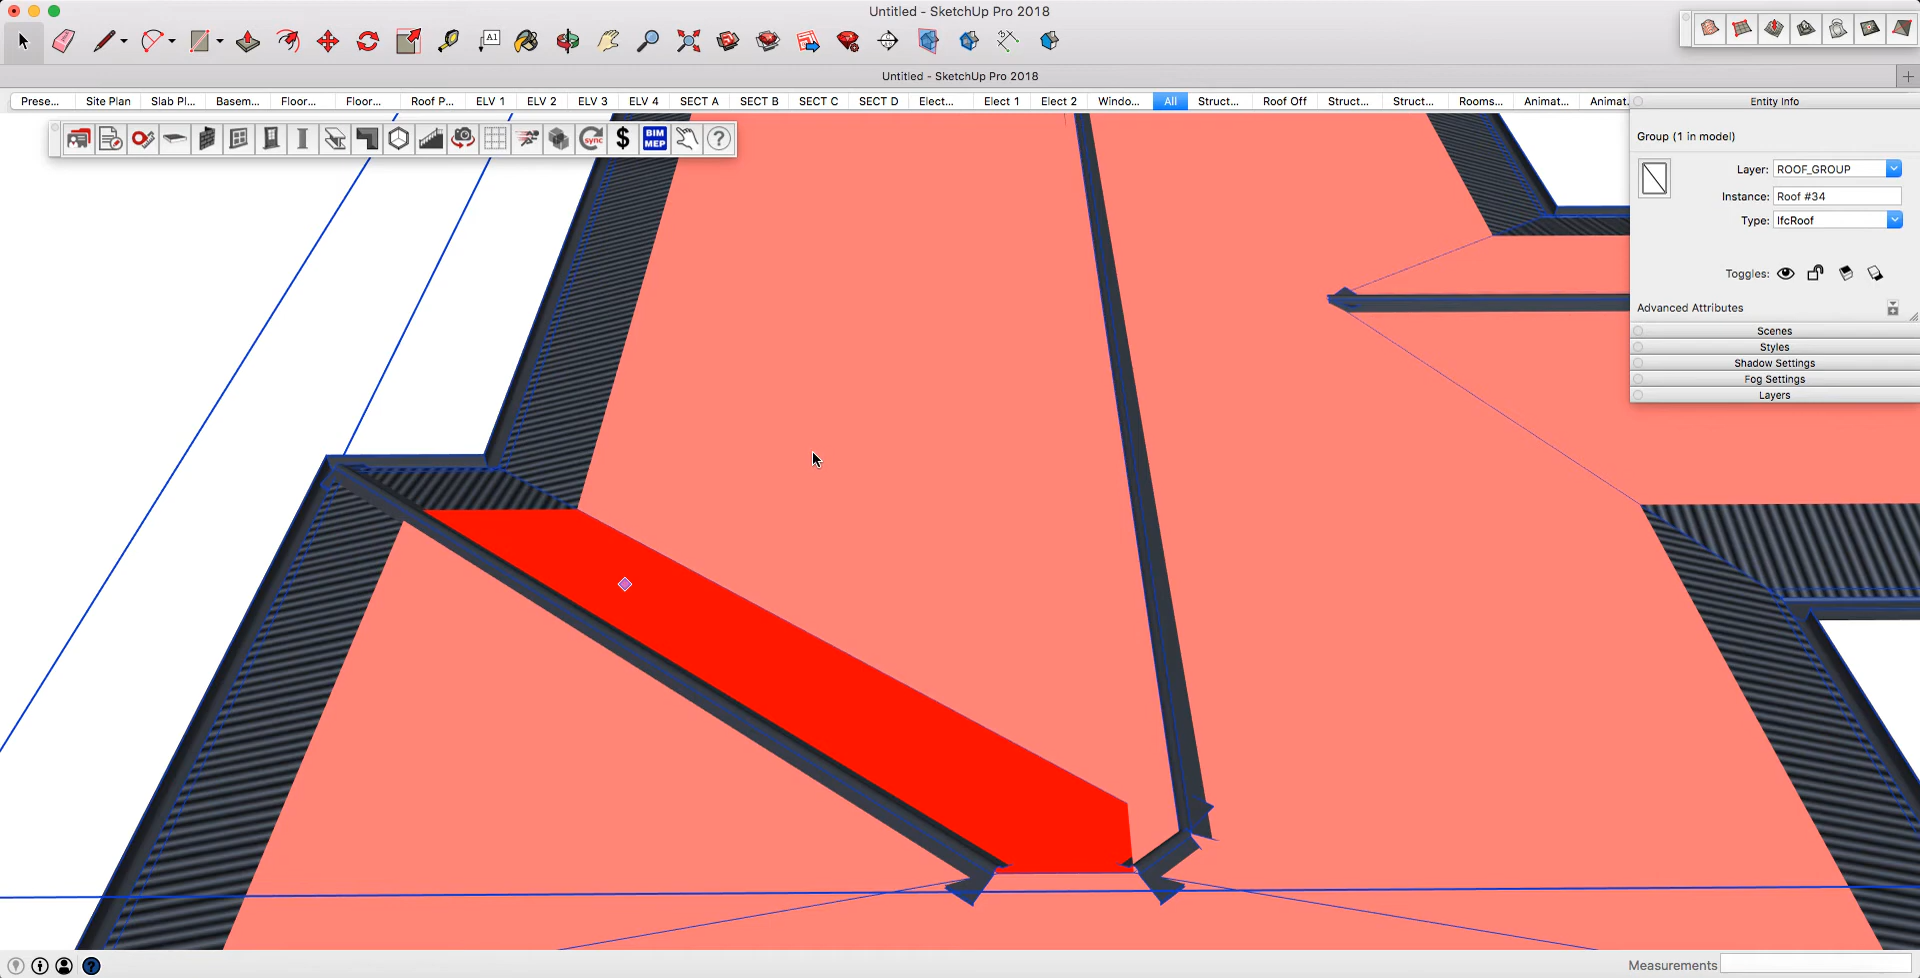 Untitled - SketchUp Pro 2018
A1
Untitled - SketchUp Pro 2018
Prese... Site Plan Slab Pl... Basem... Floor... Floor... Roof P... ELV 1 ELV 2 ELV 3 ELV 4 SECT A SECT B SECT C SECT D Elect... Elect 1 Elect 2 Windo... All Struct... Roof Off Struct... Struct... Rooms... Animat... Animat
Entity Info
sync $ BIM MEP ?
Group (1 in model)
Layer: ROOF_GROUP
Instance: Roof #34
Type: IfcRoof
Toggles:
Advanced Attributes
Scenes
Styles
Shadow Settings
Fog Settings
Layers
? Measurements